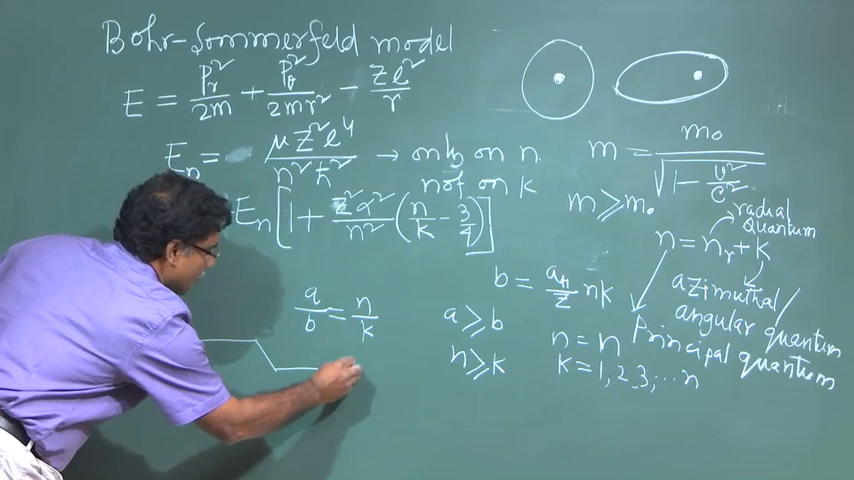 Bohr-Sommerfeld model
E = p_r²/2m + p_θ²/2mr² - ze²/r
E_n = μz²e⁴/n²ħ² → only on n.
not on k
E_n [1 + z²α²/n² (n/k - 3/4)]
a/b = n/k
a ⩾ b
n ⩾ k
m = m₀/√(1 - v²/c²)
m ⩾ m₀
radial
quantum
n = n_r + k
b = a_H/z nk
azimuthal/
angular quantum
Principal quantum
n = n
k = 1, 2, 3, ... n